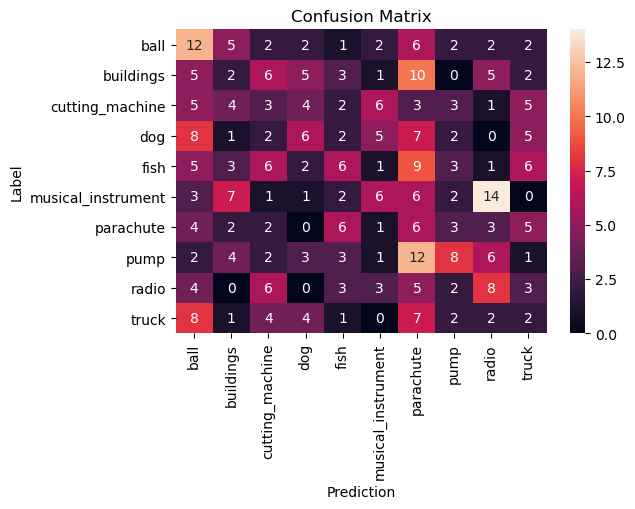 Confusion Matrix
Label
ball 12 5 2 2 1 2 6 2 2 2
buildings 5 2 6 5 3 1 10 0 5 2
cutting_machine 5 4 3 4 2 6 3 3 1 5
dog 8 1 2 6 2 5 7 2 0 5
fish 5 3 6 2 6 1 9 3 1 6
musical_instrument 3 7 1 1 2 6 6 2 14 0
parachute 4 2 2 0 6 1 6 3 3 5
pump 2 4 2 3 3 1 12 8 6 1
radio 4 0 6 0 3 3 5 2 8 3
truck 8 1 4 4 1 0 7 2 2 2
ball buildings cutting_machine dog fish musical_instrument parachute pump radio truck
Prediction
12.5
10.0
7.5
5.0
2.5
0.0